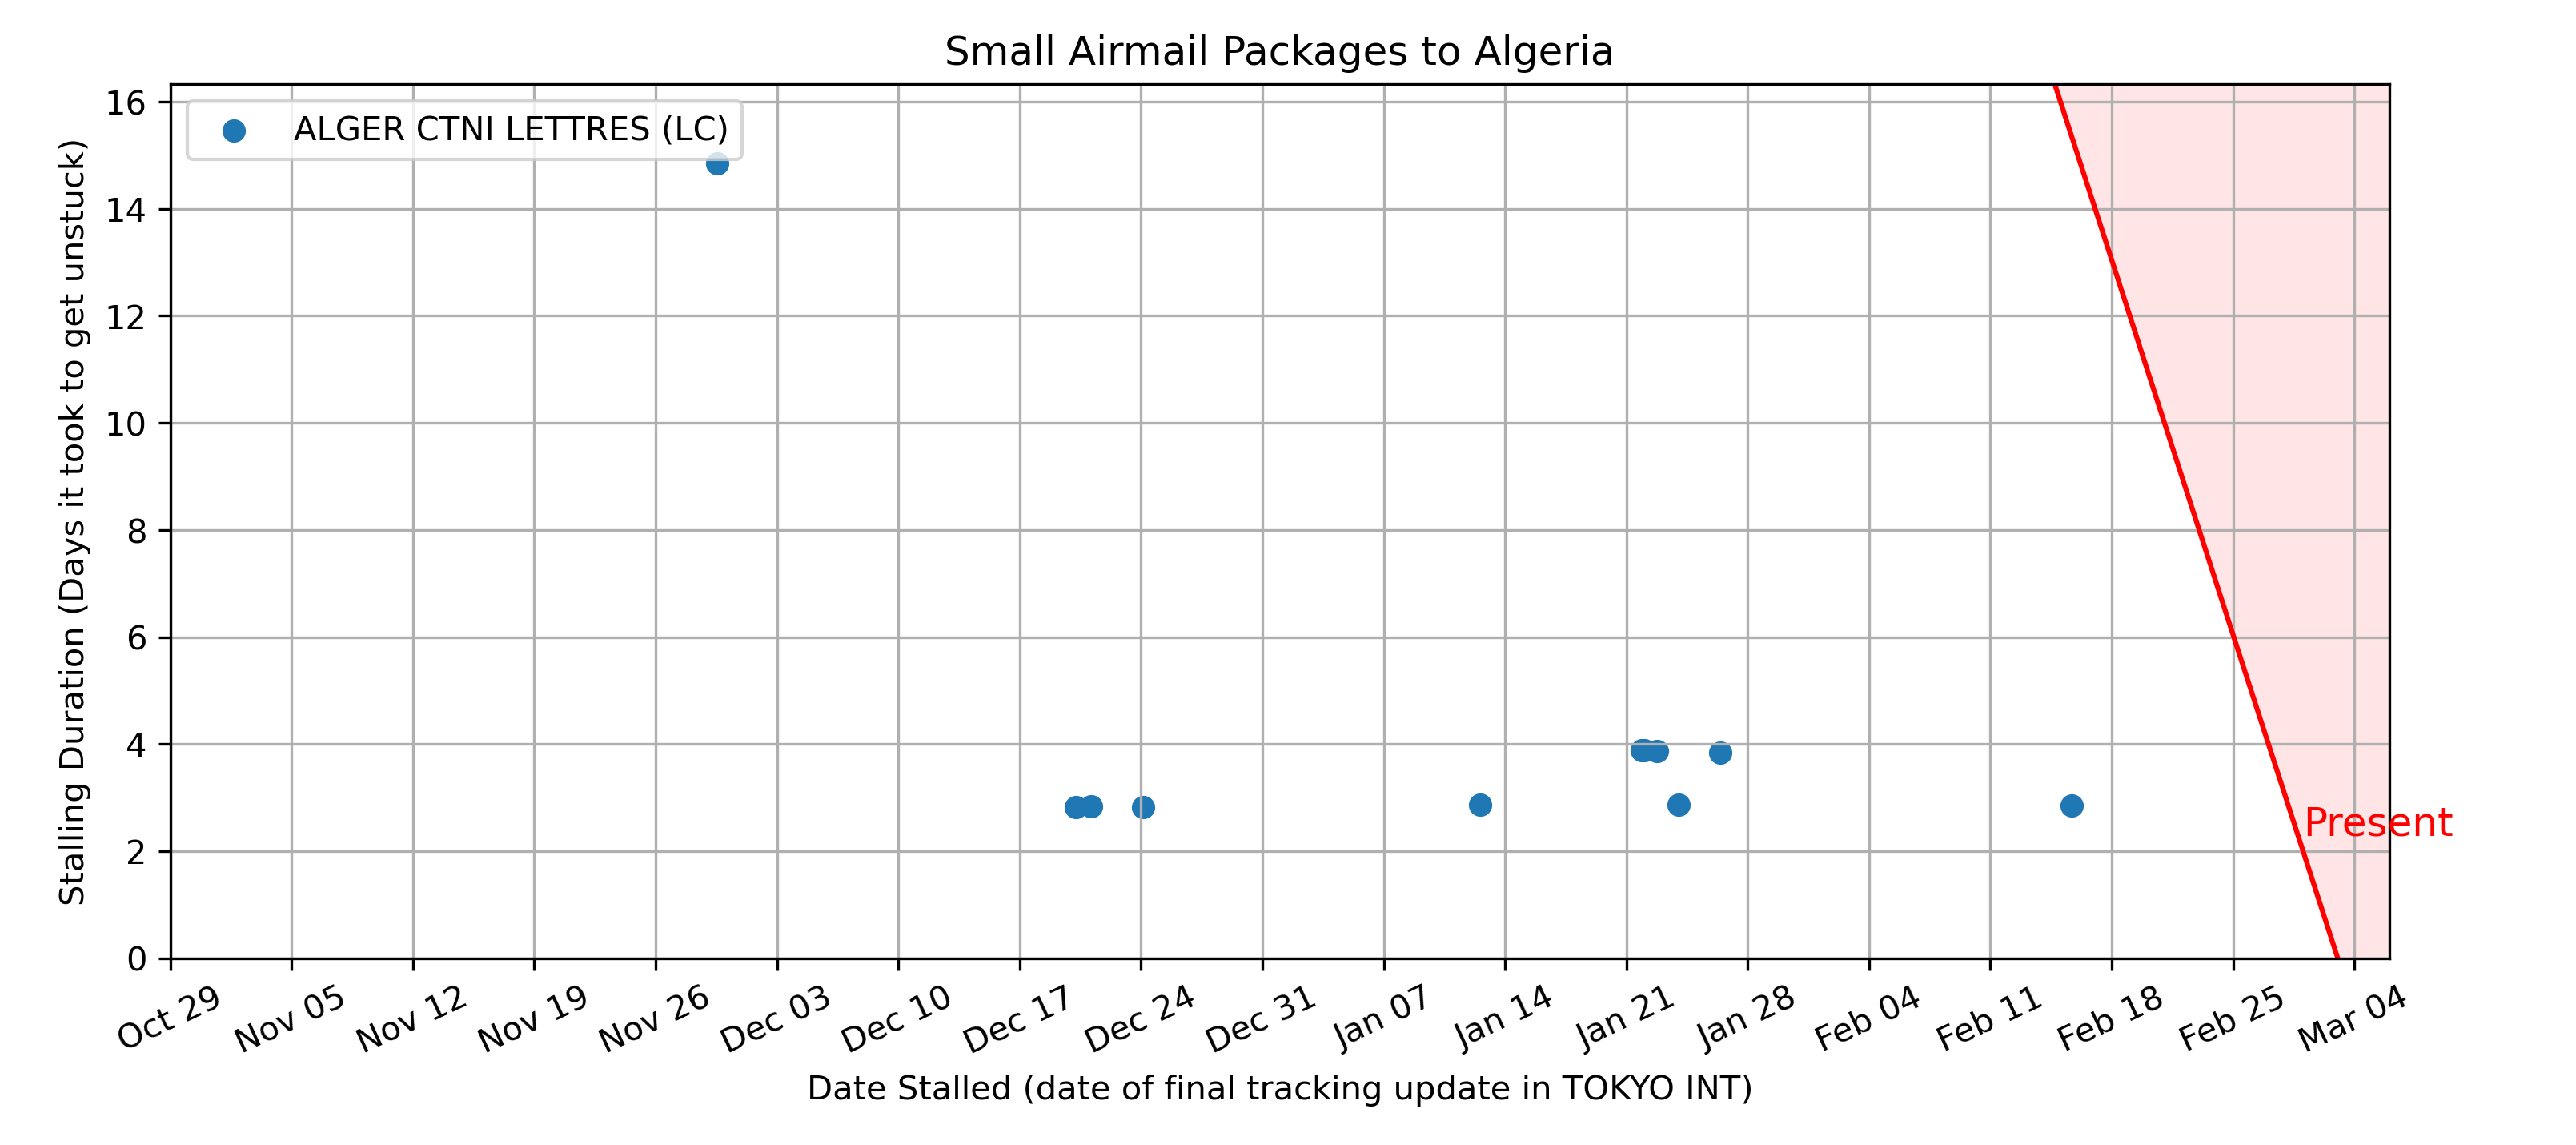 Small Airmail Packages to Algeria
ALGER CTNI LETTRES (LC)
Stalling Duration (Days it took to get unstuck)
16
14
12
10
8
6
4
2
0
Present
Oct 29
Nov 05
Nov 12
Nov 19
Nov 26
Dec 03
Dec 10
Dec 17
Dec 24
Dec 31
Jan 07
Jan 14
Jan 21
Jan 28
Feb 04
Feb 11
Feb 18
Feb 25
Mar 04
Date Stalled (date of final tracking update in TOKYO INT)